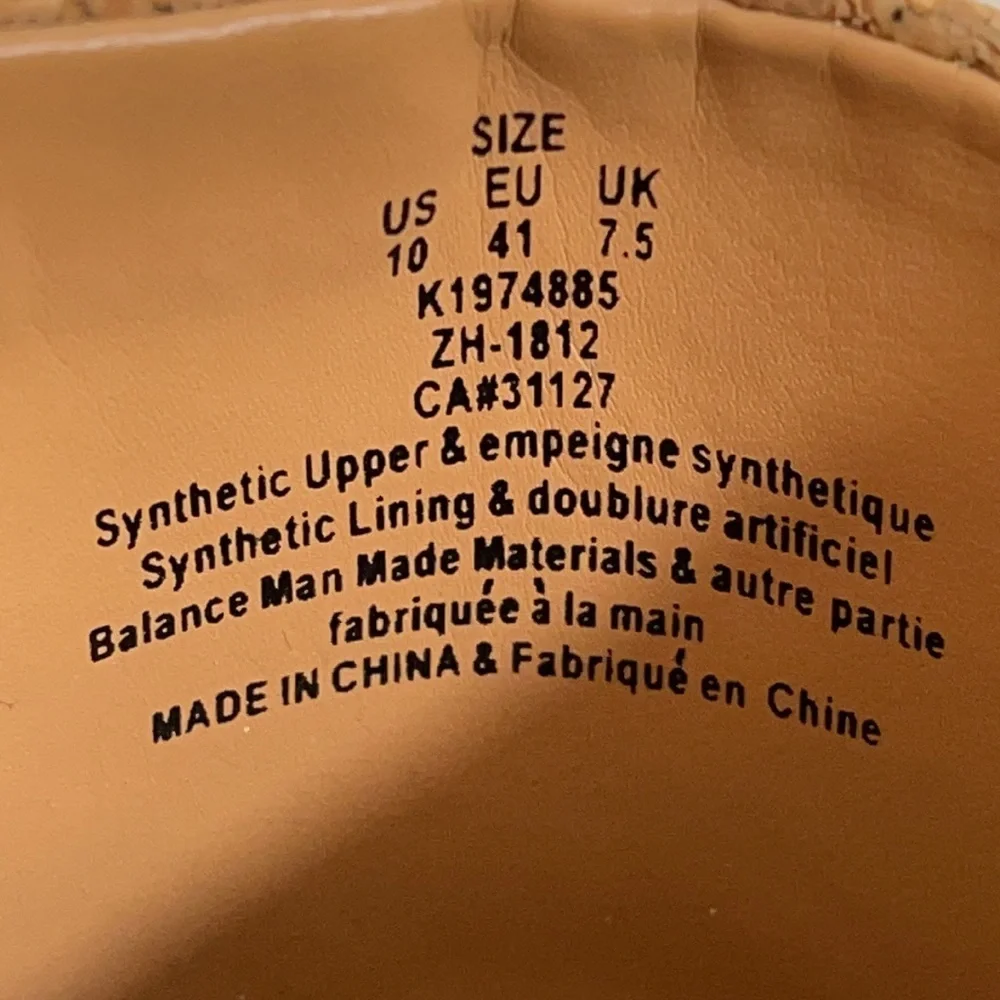 SIZE
US EU UK
10 41 7.5
K1974885
ZH-1812
CA#31127
Synthetic Upper & empeigne synthetique
Synthetic Lining & doublure artificiel
Balance Man Made Materials & autre partie
fabriquée à la main
MADE IN CHINA & Fabriqué en Chine